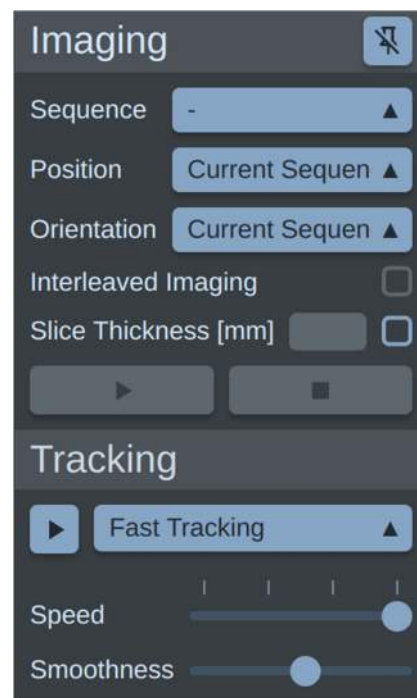 Imaging
Sequence -
Position Current Sequen
Orientation Current Sequen
Interleaved Imaging
Slice Thickness [mm]
Tracking
Fast Tracking
Speed
Smoothness